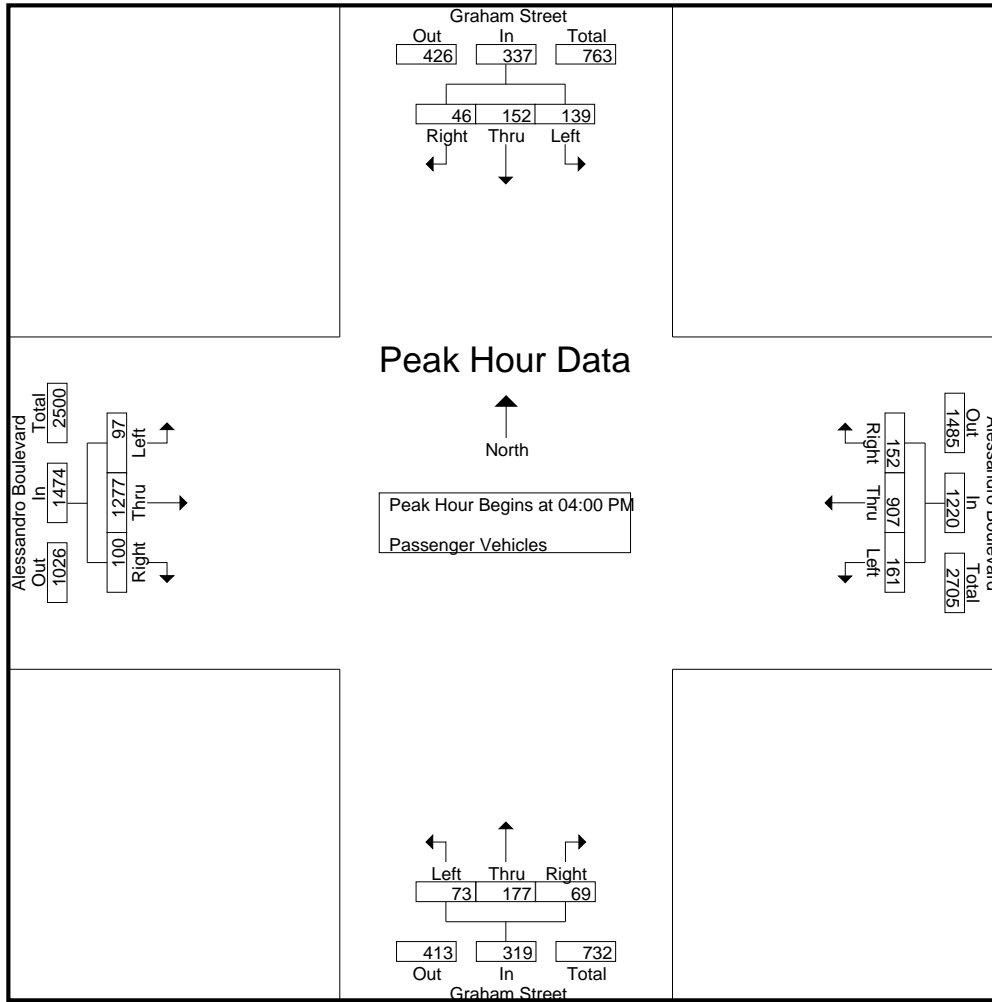 Graham Street
Out In Total
426 337 763
46 152 139
Right Thru Left
Peak Hour Data
North
Peak Hour Begins at 04:00 PM
Passenger Vehicles
Alessandro Boulevard
Out In Total
1026 1474 2500
97 1277 100
Left Thru Right
Alessandro Boulevard
Out In Total
1485 1220 2705
152 907 161
Right Thru Left
Left Thru Right
73 177 69
413 319 732
Out In Total
Graham Street